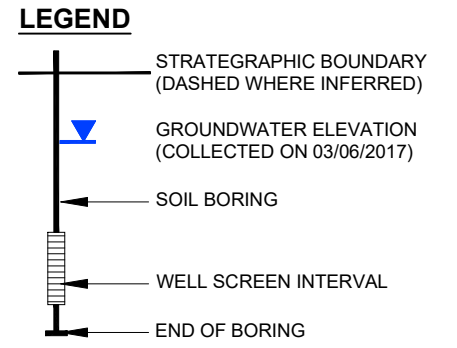 LEGEND
STRATEGRAPHIC BOUNDARY
(DASHED WHERE INFERRED)
GROUNDWATER ELEVATION
(COLLECTED ON 03/06/2017)
SOIL BORING
WELL SCREEN INTERVAL
END OF BORING